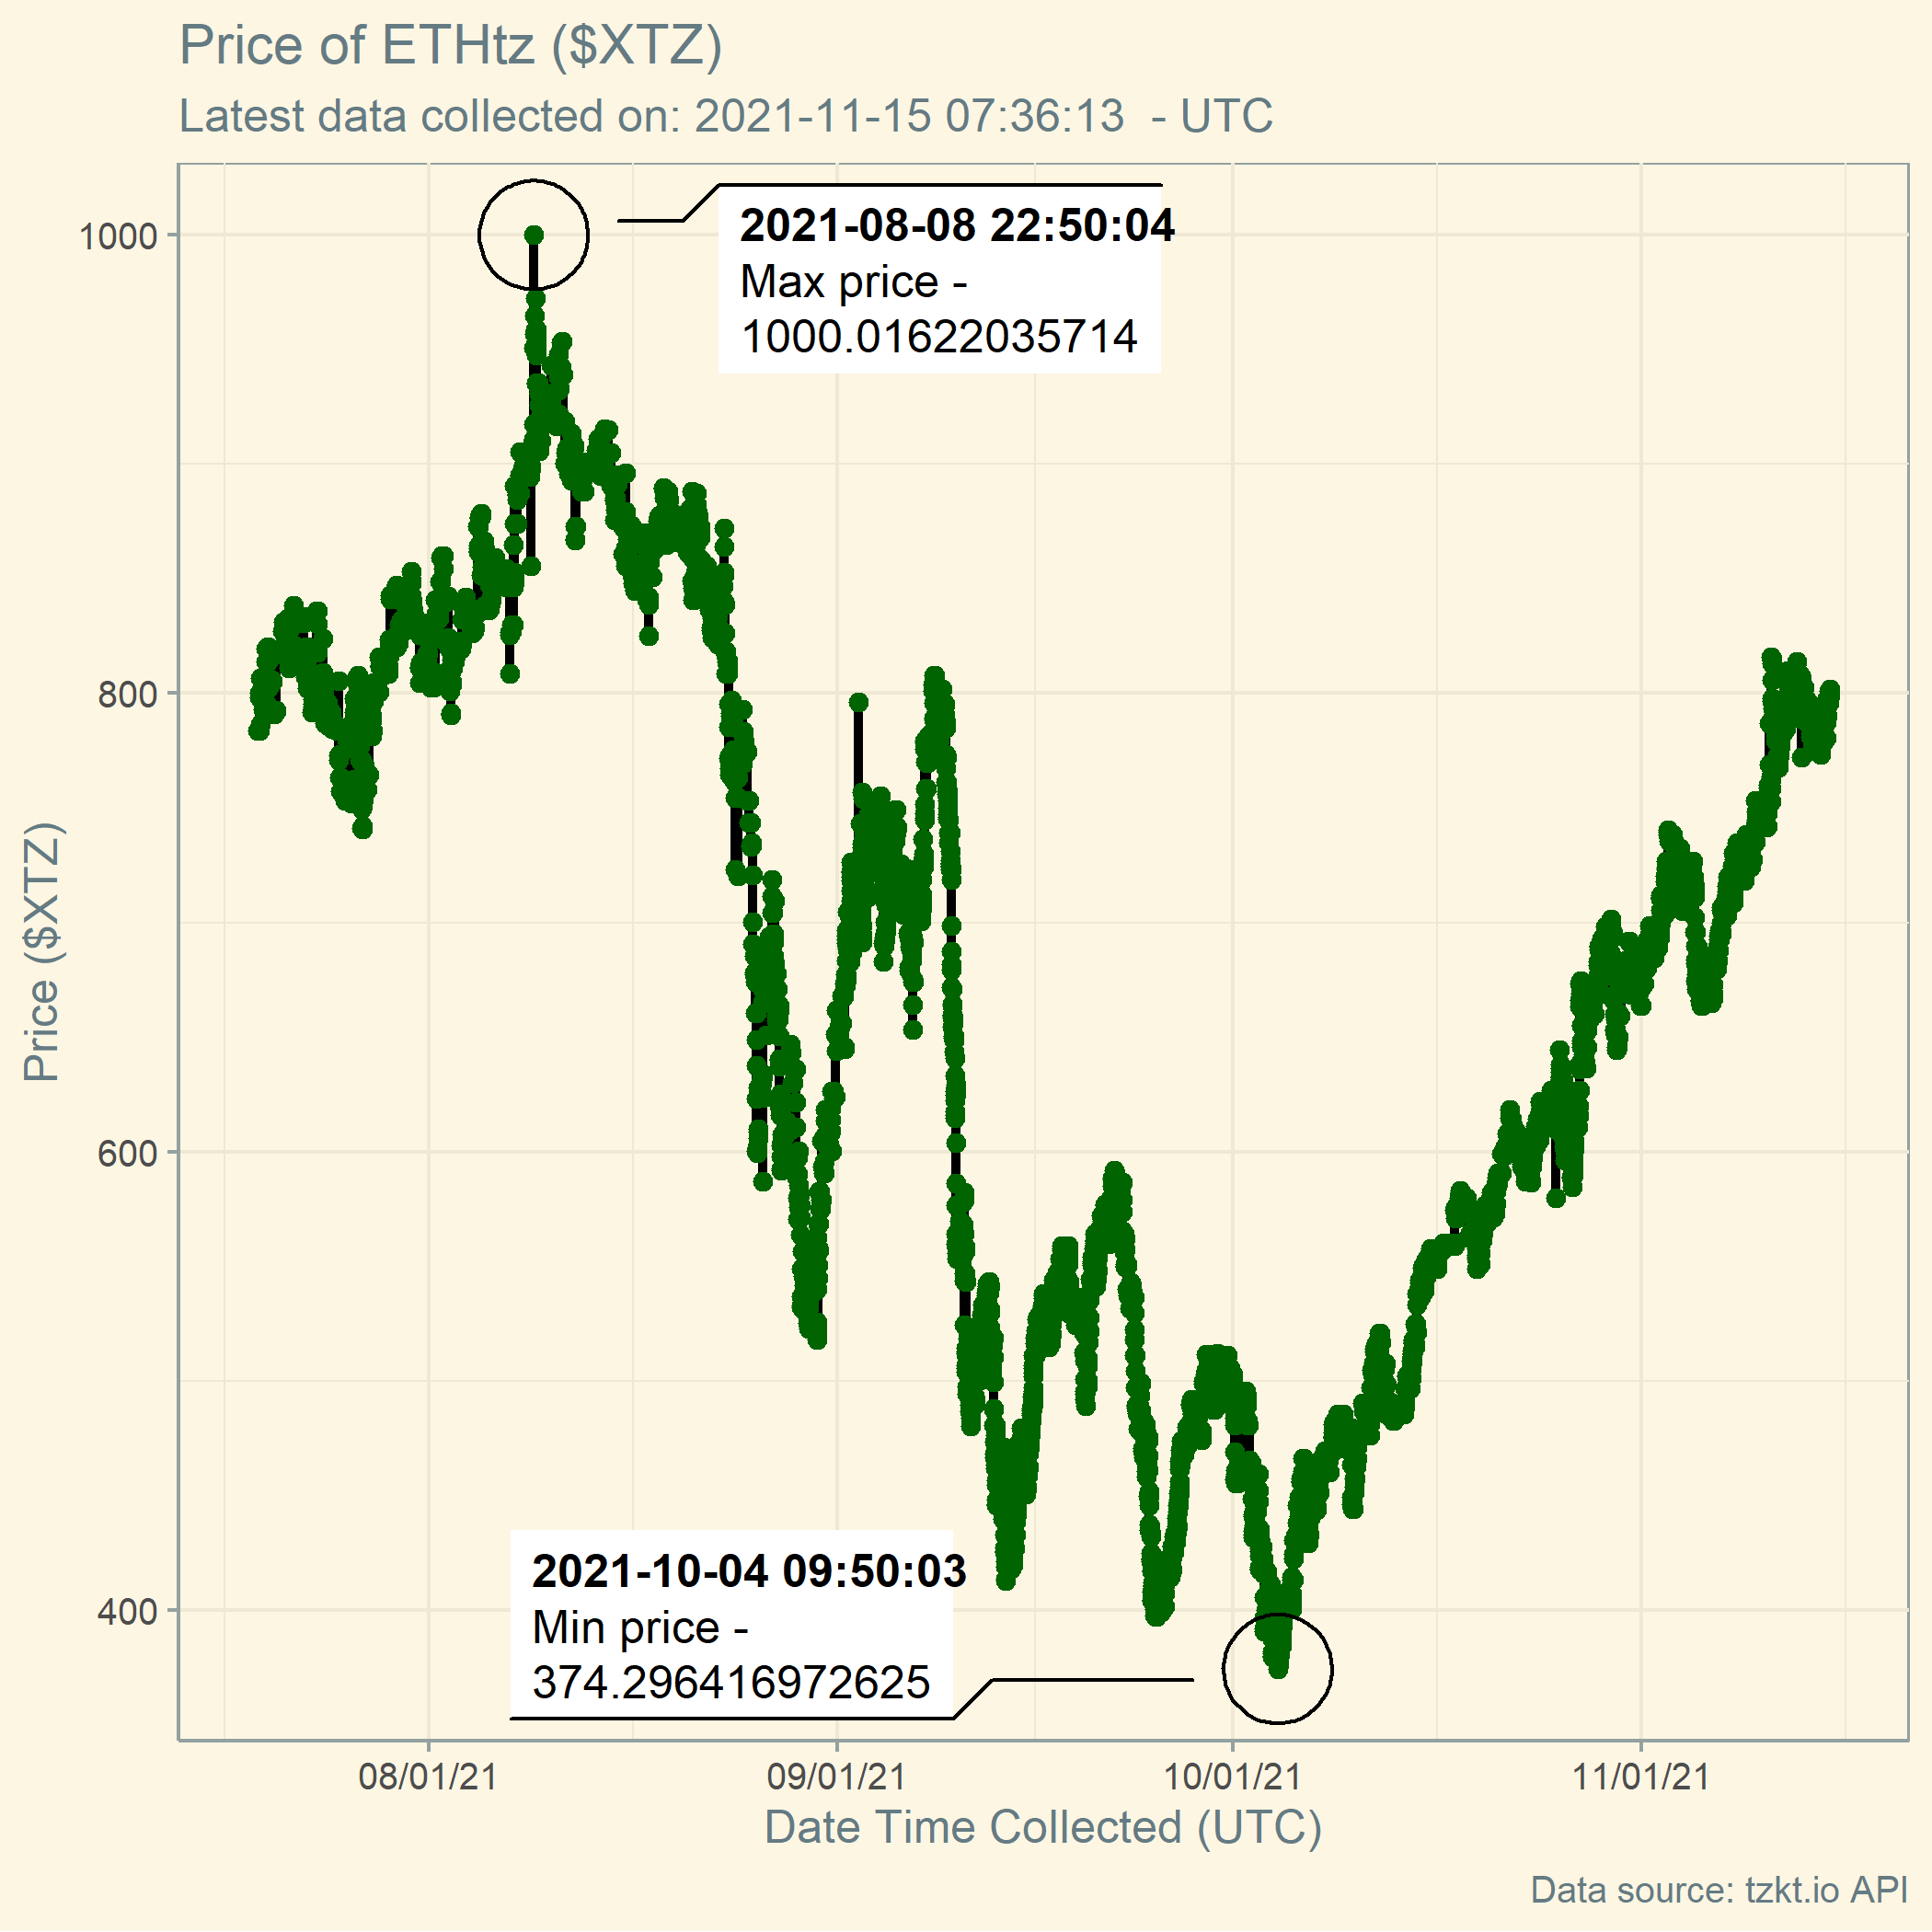 Price of ETHtz ($XTZ)
Latest data collected on: 2021-11-15 07:36:13  - UTC
Price ($XTZ)
1000
800
600
400
2021-08-08 22:50:04
Max price -
1000.01622035714
2021-10-04 09:50:03
Min price -
374.296416972625
08/01/21
09/01/21
10/01/21
11/01/21
Date Time Collected (UTC)
Data source: tzkt.io API